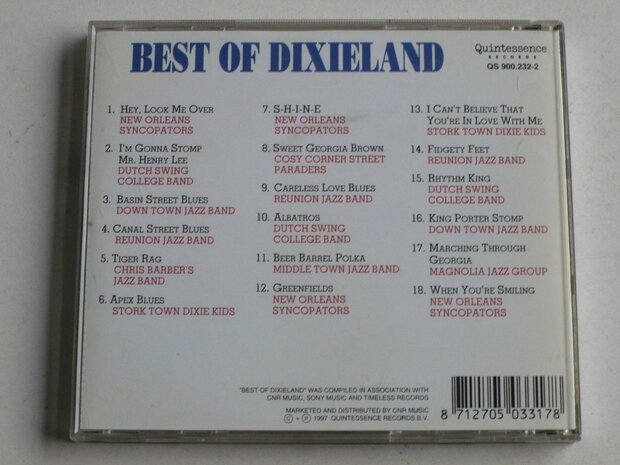 BEST OF DIXIELAND
Quintessence
RECORDS
QS 900.232-2
1. HEY, LOOK ME OVER
NEW ORLEANS
SYNCOPATORS
2. I'M GONNA STOMP
MR. HENRY LEE
DUTCH SWING
COLLEGE BAND
3. BASIN STREET BLUES
DOWN TOWN JAZZ BAND
4. CANAL STREET BLUES
REUNION JAZZ BAND
5. TIGER RAG
CHRIS BARBER'S
JAZZ BAND
6. APEX BLUES
STORK TOWN DIXIE KIDS
7. S-H-I-N-E
NEW ORLEANS
SYNCOPATORS
8. SWEET GEORGIA BROWN
COSY CORNER STREET
PARADERS
9. CARELESS LOVE BLUES
REUNION JAZZ BAND
10. ALBATROS
DUTCH SWING
COLLEGE BAND
11. BEER BARREL POLKA
MIDDLE TOWN JAZZ BAND
12. GREENFIELDS
NEW ORLEANS
SYNCOPATORS
13. I CAN'T BELIEVE THAT
YOU'RE IN LOVE WITH ME
STORK TOWN DIXIE KIDS
14. FIDGETY FEET
REUNION JAZZ BAND
15. RHYTHM KING
DUTCH SWING
COLLEGE BAND
16. KING PORTER STOMP
DOWN TOWN JAZZ BAND
17. MARCHING THROUGH
GEORGIA
MAGNOLIA JAZZ GROUP
18. WHEN YOU'RE SMILING
NEW ORLEANS
SYNCOPATORS
"BEST OF DIXIELAND" WAS COMPILED IN ASSOCIATION WITH
CNR MUSIC, SONY MUSIC AND TIMELESS RECORDS
MARKETED AND DISTRIBUTED BY CNR MUSIC
© + ℗ 1997 QUINTESSENCE RECORDS B.V.
8 712705 033178